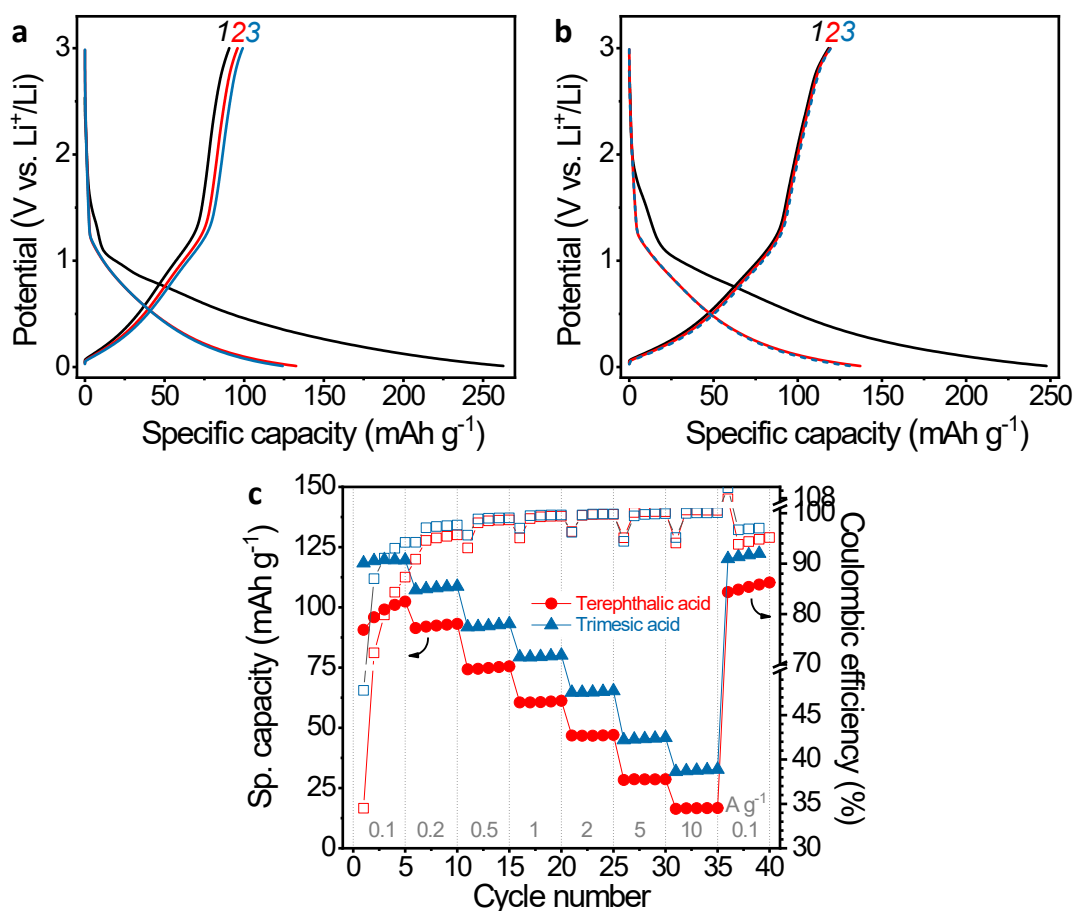 a
123
3
2
1
0
Potential (V vs. Li⁺/Li)
0 50 100 150 200 250
Specific capacity (mAh g⁻¹)
b
123
3
2
1
0
Potential (V vs. Li⁺/Li)
0 50 100 150 200 250
Specific capacity (mAh g⁻¹)
c
150
125
100
75
50
25
0
Sp. capacity (mAh g⁻¹)
Terephthalic acid
Trimesic acid
A g⁻¹
0.1 0.2 0.5 1 2 5 10 0.1
108
100
90
80
70
45
40
35
30
Coulombic efficiency (%)
0 5 10 15 20 25 30 35 40
Cycle number